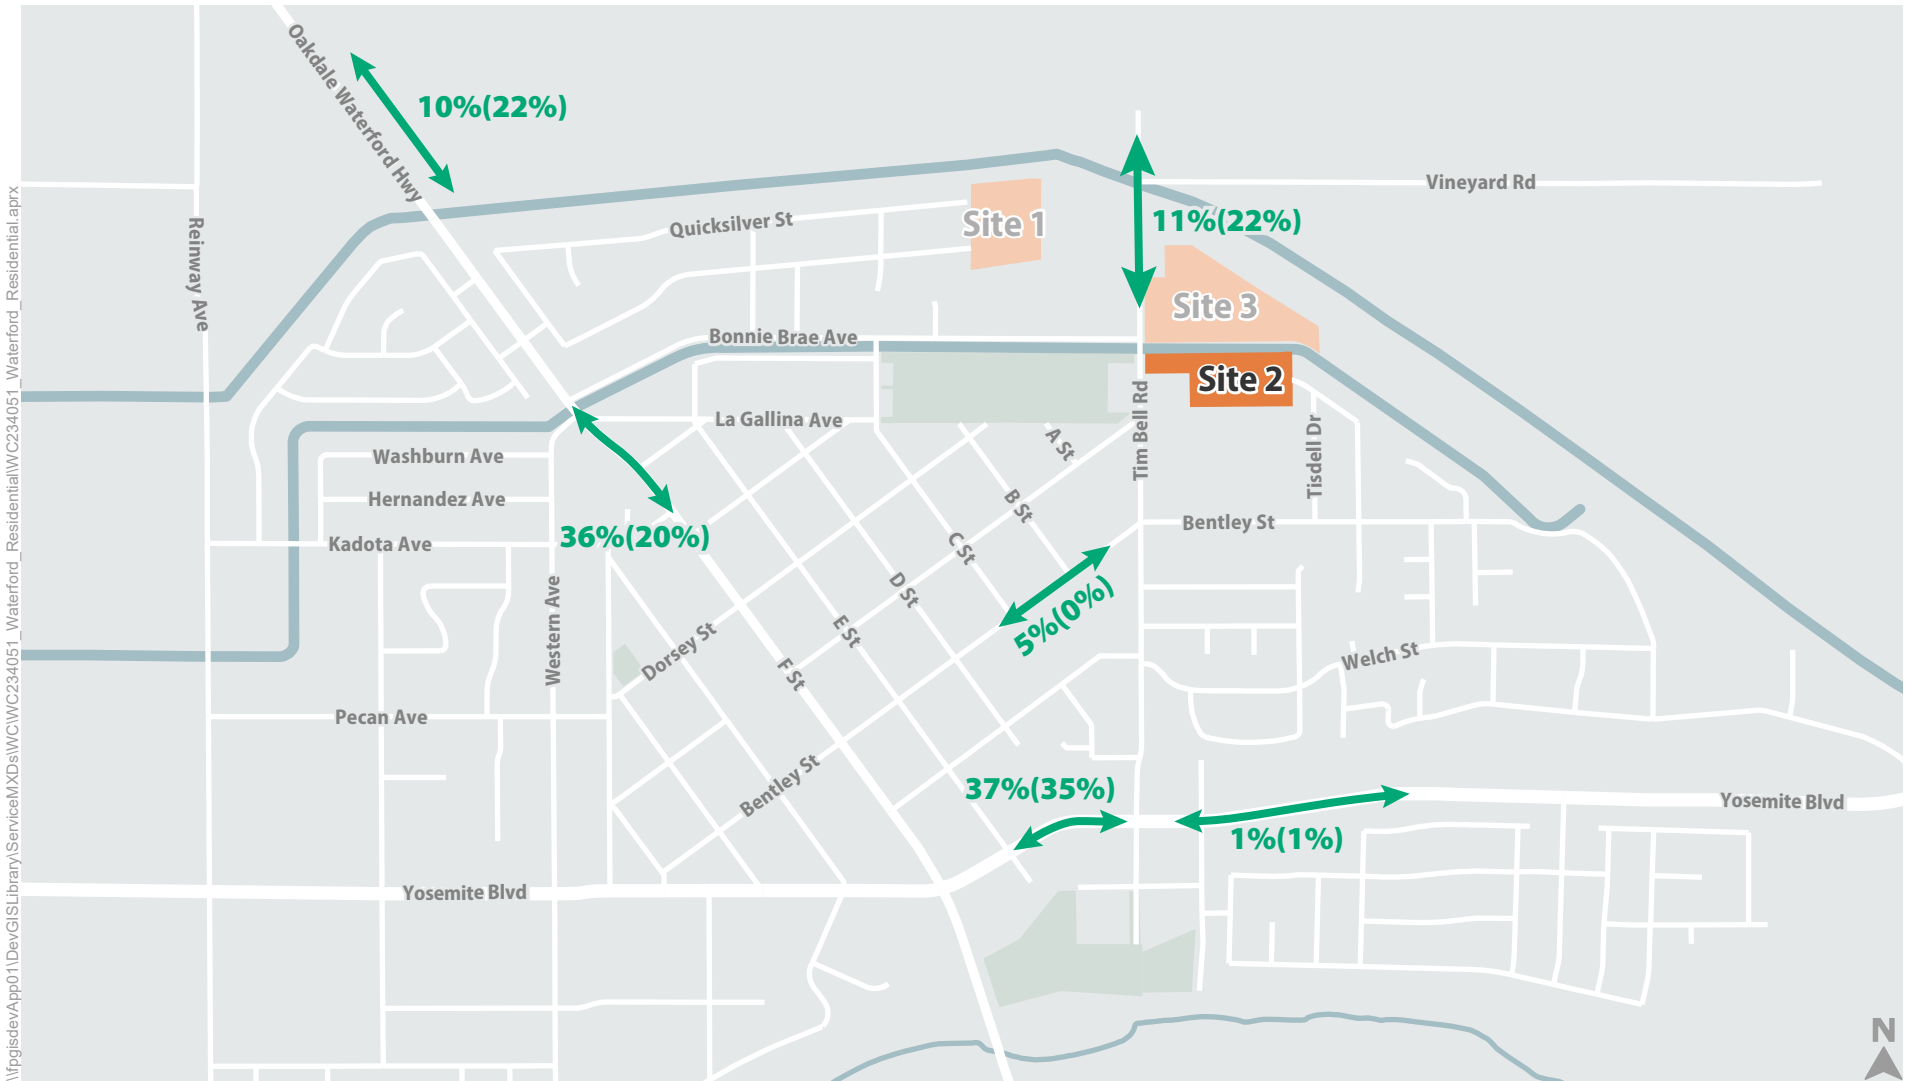 Oakdale Waterford Hwy
10%(22%)
Vineyard Rd
Reinway Ave
Quicksilver St
Site 1
11%(22%)
Site 3
Bonnie Brae Ave
Site 2
La Gallina Ave
Tim Bell Rd
Tisdell Dr
A St
Washburn Ave
Hernandez Ave
B St
Bentley St
36%(20%)
Kadota Ave
C St
D St
5%(0%)
Western Ave
E St
Dorsey St
F St
Welch St
Pecan Ave
Bentley St
37%(35%)
Yosemite Blvd
1%(1%)
Yosemite Blvd
N
\\fpgisdevApp01\DevGISLibrary\ServiceMXDs\WC\WC234051_Waterford_Residential\WC234051_Waterford_Residential.aprx